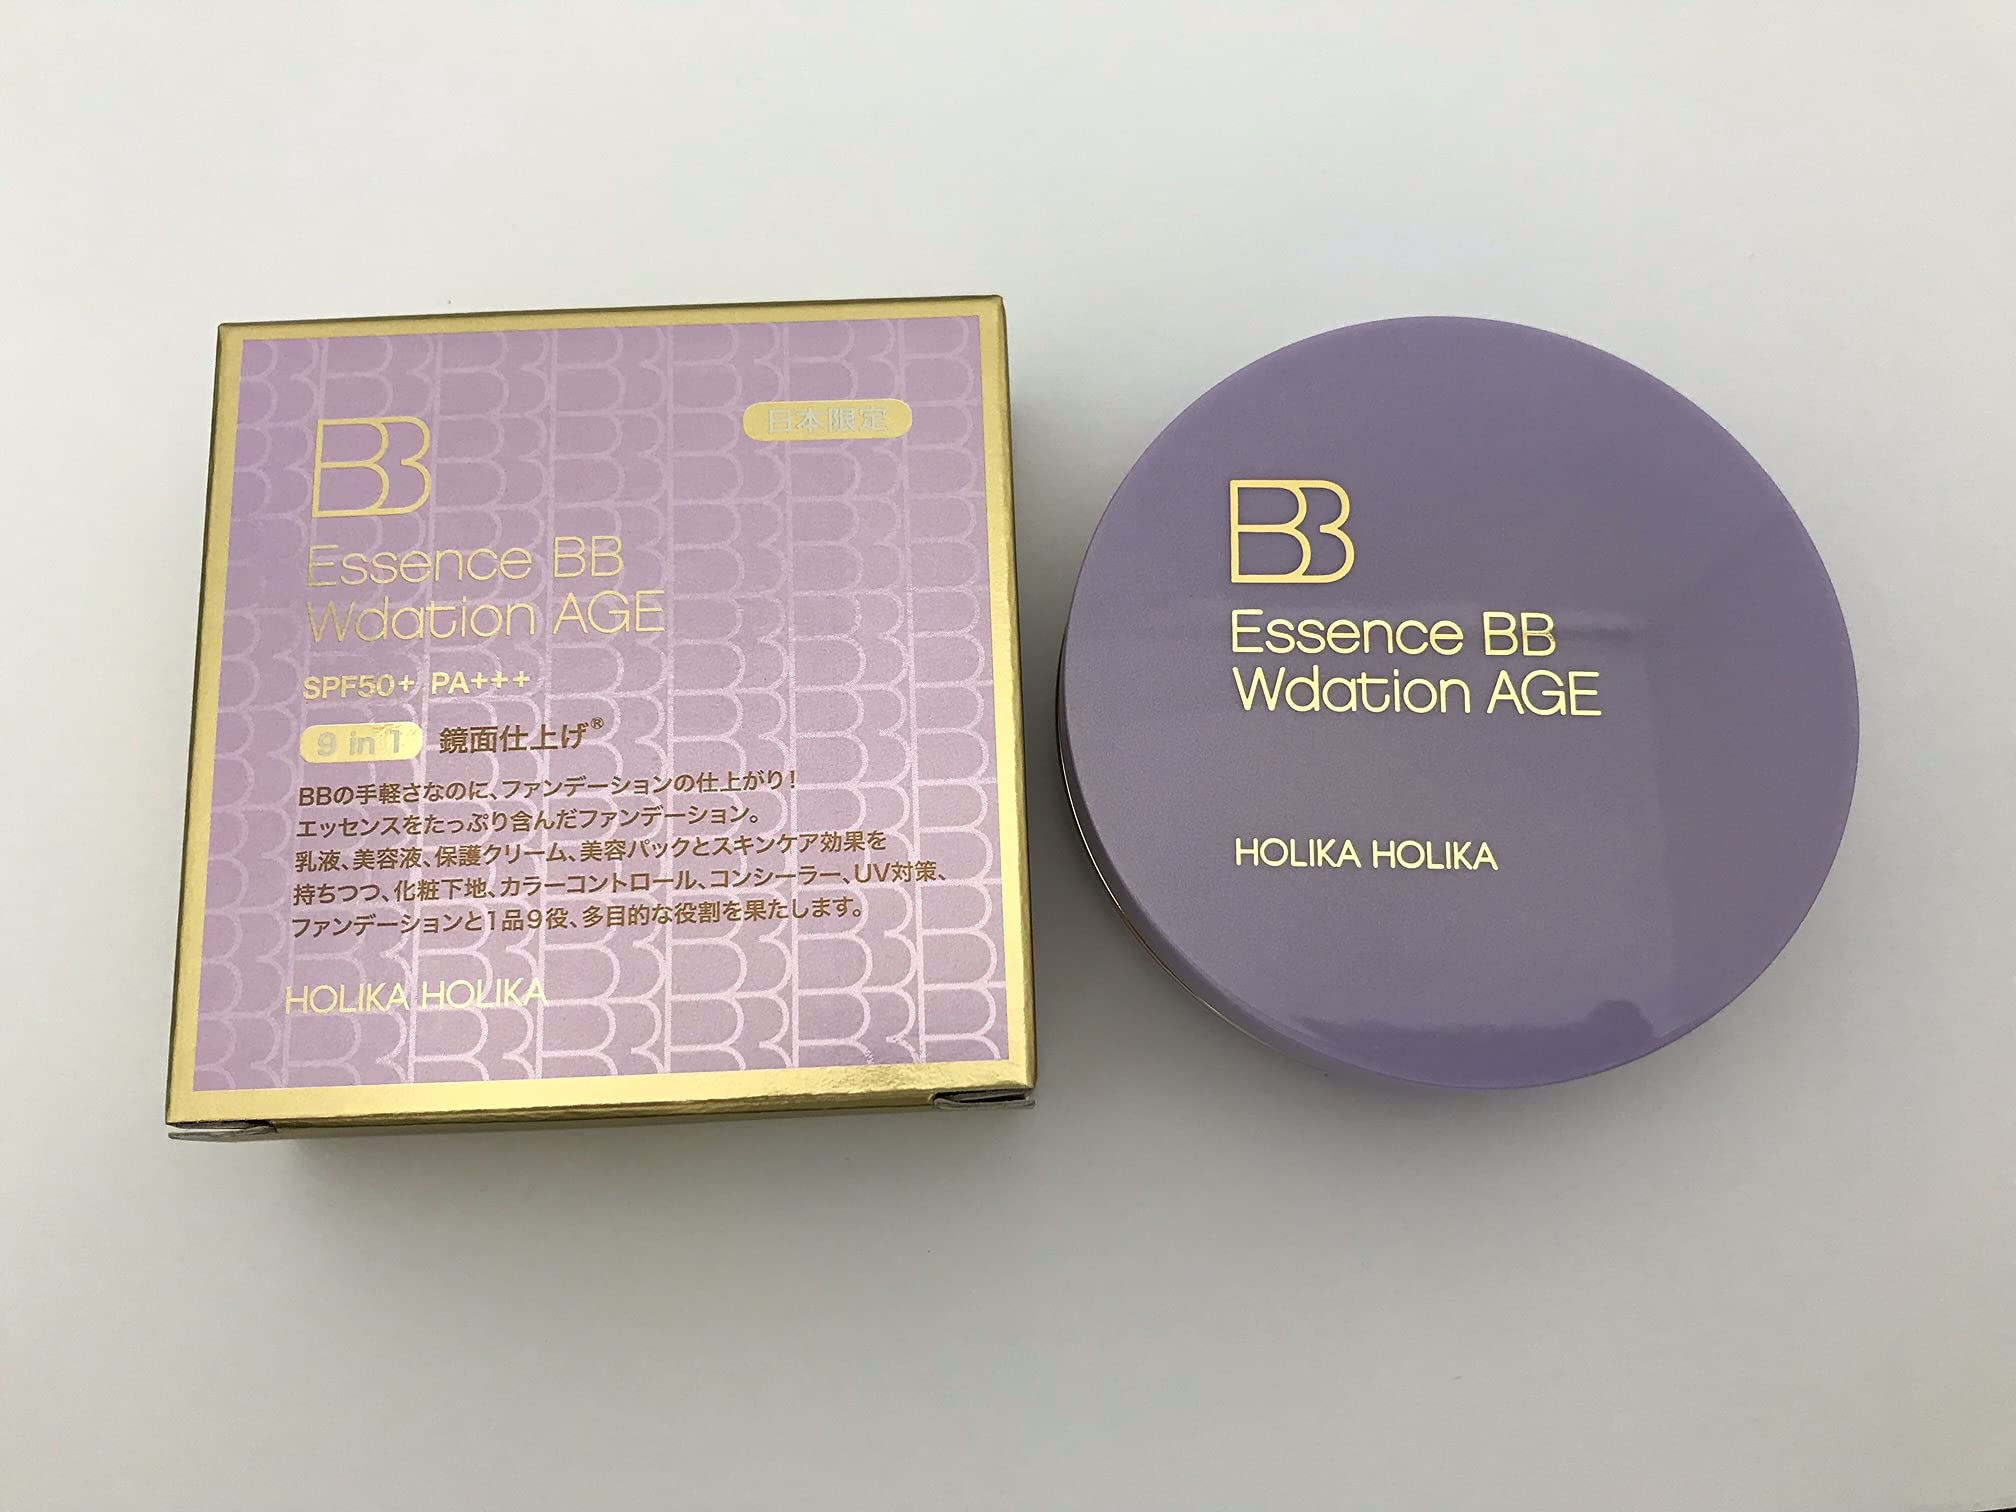 日本限定
BB
Essence BB
Wdation AGE
SPF50+ PA+++
9 in 1 鏡面仕上げ®
BBの手軽さなのに、ファンデーションの仕上がり!
エッセンスをたっぷり含んだファンデーション。
乳液、美容液、保護クリーム、美容パックとスキンケア効果を
持ちつつ、化粧下地、カラーコントロール、コンシーラー、UV対策、
ファンデーションと1品9役、多目的な役割を果たします。
HOLIKA HOLIKA
BB
Essence BB
Wdation AGE
HOLIKA HOLIKA